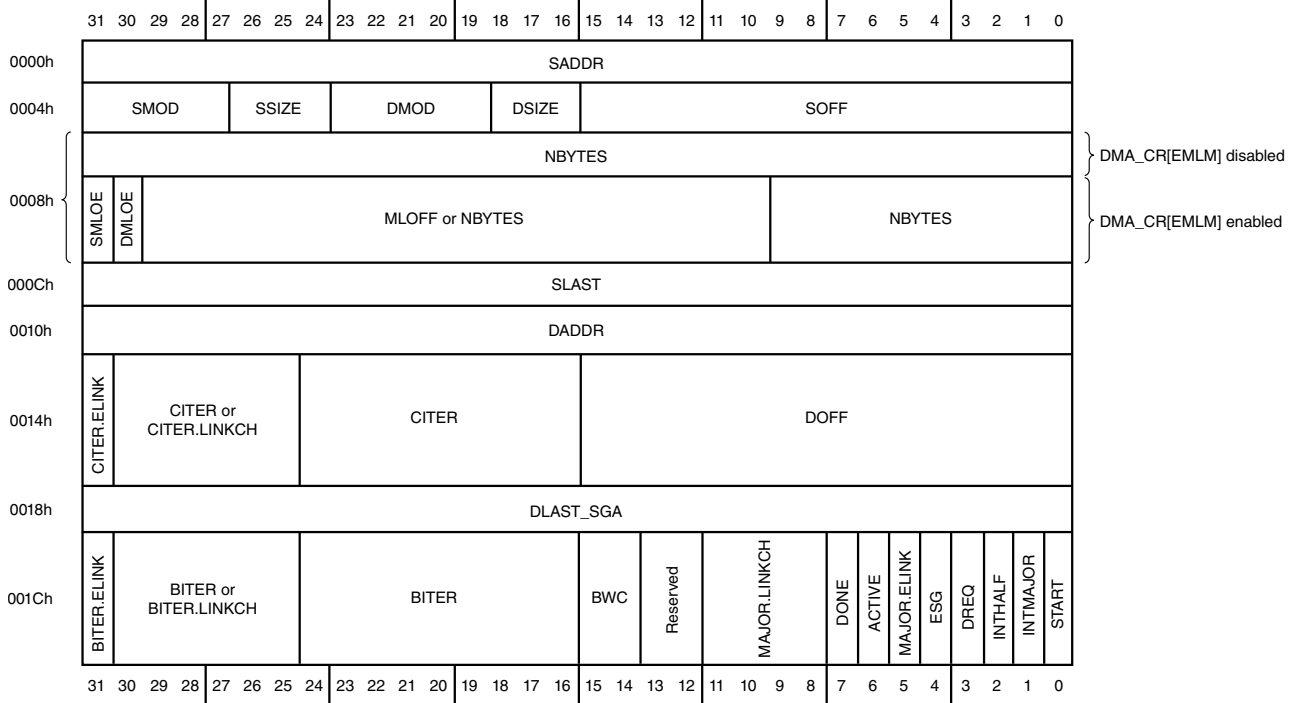 31 30 29 28 27 26 25 24 23 22 21 20 19 18 17 16 15 14 13 12 11 10 9 8 7 6 5 4 3 2 1 0
0000h SADDR
0004h SMOD SSIZE DMOD DSIZE SOFF
NBYTES DMA_CR[EMLM] disabled
0008h SMLOE DMLOE MLOFF or NBYTES NBYTES DMA_CR[EMLM] enabled
000Ch SLAST
0010h DADDR
0014h CITER.ELINK CITER or
CITER.LINKCH CITER DOFF
0018h DLAST_SGA
001Ch BITER.ELINK BITER or
BITER.LINKCH BITER BWC Reserved MAJOR.LINKCH DONE ACTIVE MAJOR.ELINK ESG DREQ INTHALF INTMAJOR START
31 30 29 28 27 26 25 24 23 22 21 20 19 18 17 16 15 14 13 12 11 10 9 8 7 6 5 4 3 2 1 0